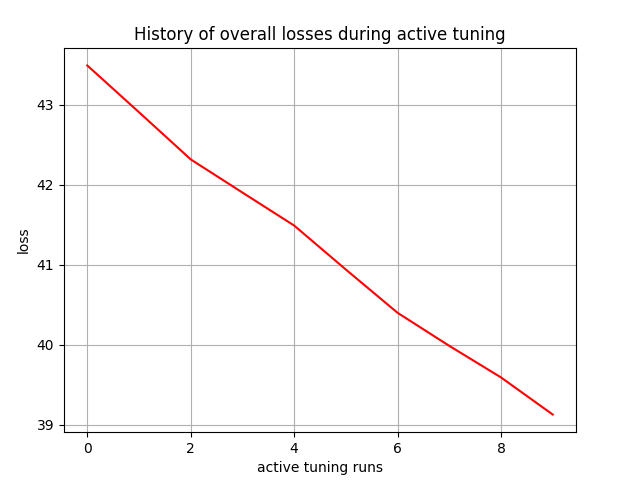 History of overall losses during active tuning
43
42
41
40
39
loss
0 2 4 6 8
active tuning runs